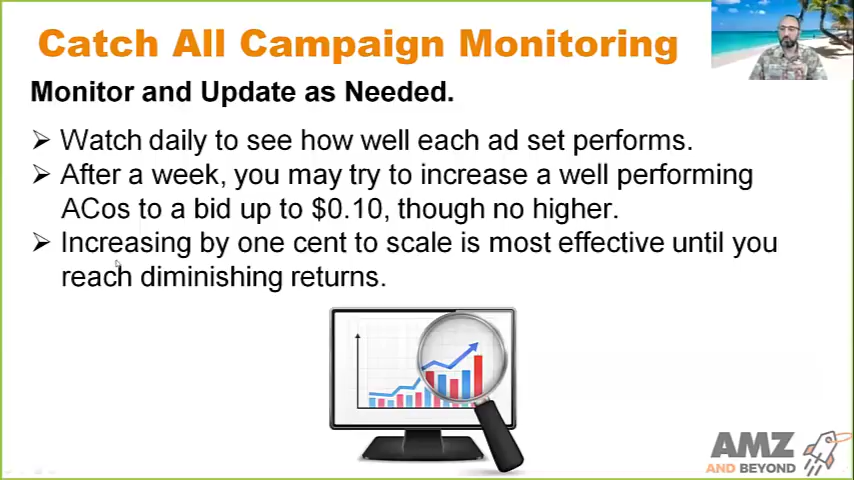 Catch All Campaign Monitoring
Monitor and Update as Needed.
➢ Watch daily to see how well each ad set performs.
➢ After a week, you may try to increase a well performing
ACos to a bid up to $0.10, though no higher.
➢ Increasing by one cent to scale is most effective until you
reach diminishing returns.
AMZ
AND BEYOND